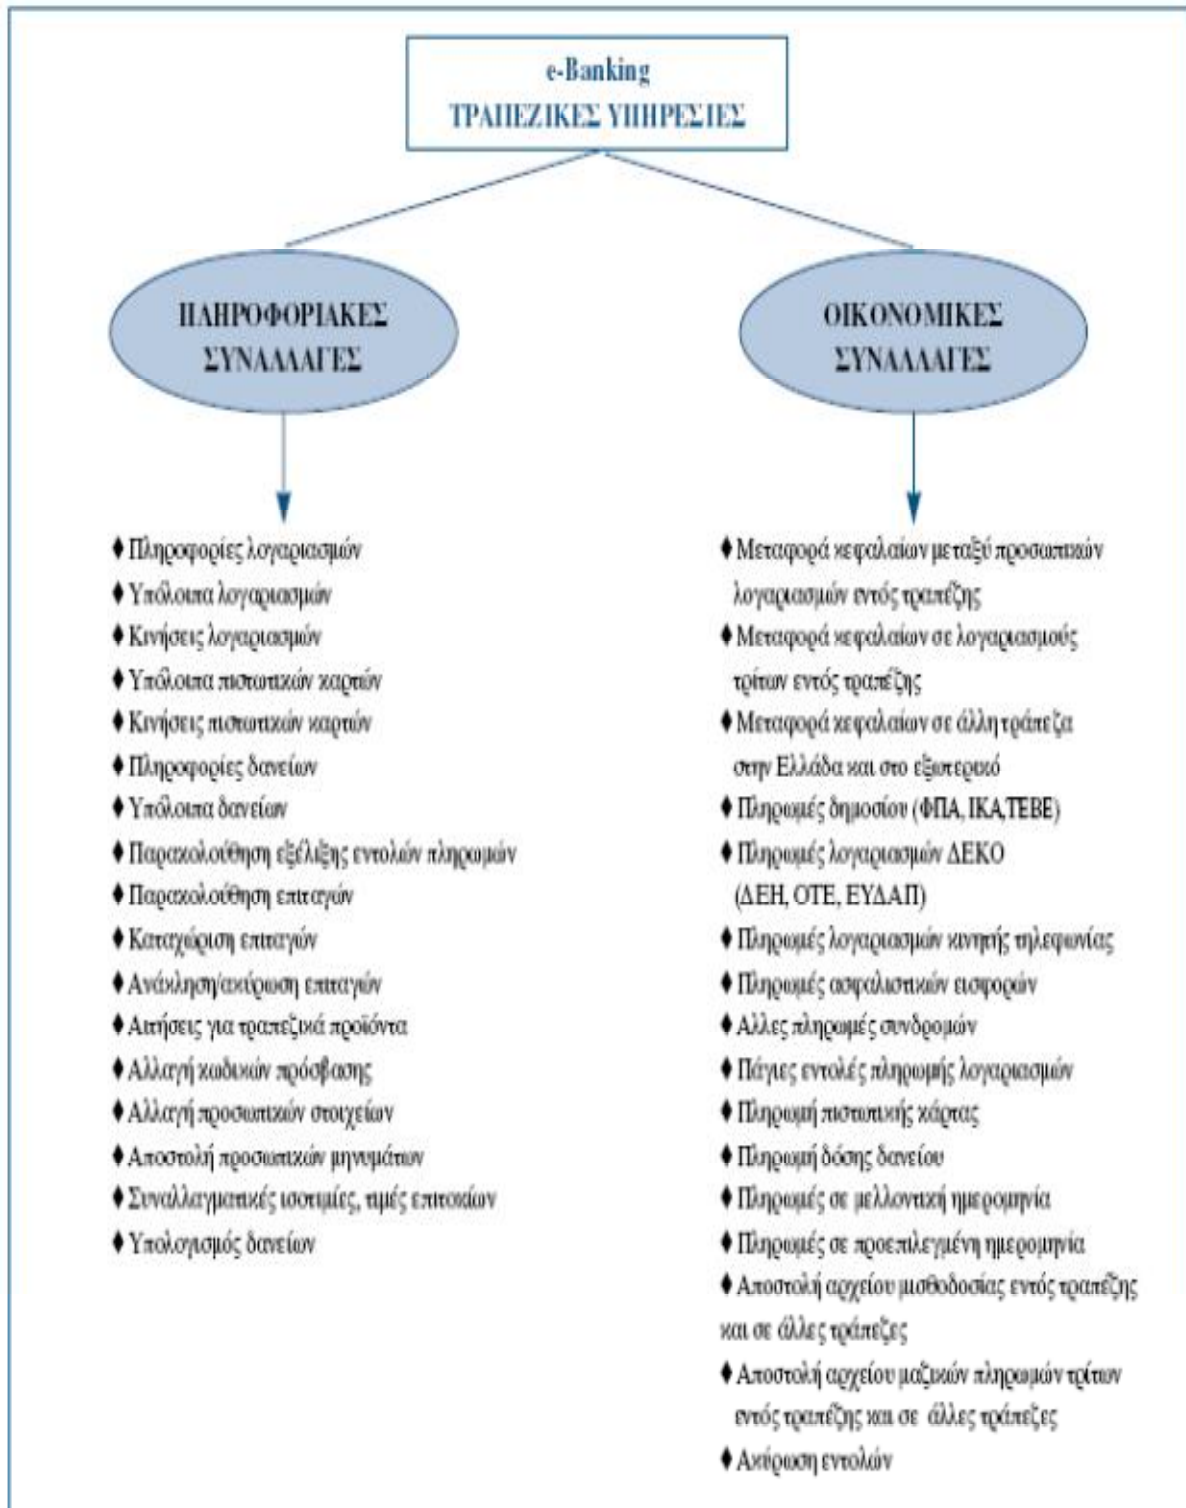 e-Banking
ΤΡΑΠΕΖΙΚΕΣ ΥΠΗΡΕΣΙΕΣ
ΠΛΗΡΟΦΟΡΙΑΚΕΣ
ΣΥΝΑΛΛΑΓΕΣ
♦ Πληροφορίες λογαριασμών
♦ Υπόλοιπα λογαριασμών
♦ Κινήσεις λογαριασμών
♦ Υπόλοιπα πιστωτικών καρτών
♦ Κινήσεις πιστωτικών καρτών
♦ Πληροφορίες δανείων
♦ Υπόλοιπα δανείων
♦ Παρακολούθηση εξέλιξης εντολών πληρωμών
♦ Παρακολούθηση επιταγών
♦ Καταχώριση επιταγών
♦ Ανάκληση/ακύρωση επιταγών
♦ Αιτήσεις για τραπεζικά προϊόντα
♦ Αλλαγή κωδικών πρόσβασης
♦ Αλλαγή προσωπικών στοιχείων
♦ Αποστολή προσωπικών μηνυμάτων
♦ Συναλλαγματικές ισοτιμίες, τιμές επιτοκίων
♦ Υπολογισμός δανείων
ΟΙΚΟΝΟΜΙΚΕΣ
ΣΥΝΑΛΛΑΓΕΣ
♦ Μεταφορά κεφαλαίων μεταξύ προσωπικών
λογαριασμών εντός τραπέζης
♦ Μεταφορά κεφαλαίων σε λογαριασμούς
τρίτων εντός τραπέζης
♦ Μεταφορά κεφαλαίων σε άλλη τράπεζα
στην Ελλάδα και στο εξωτερικό
♦ Πληρωμές δημοσίου (ΦΠΑ, ΙΚΑ,ΤΕΒΕ)
♦ Πληρωμές λογαριασμών ΔΕΚΟ
(ΔΕΗ, ΟΤΕ, ΕΥΔΑΠ)
♦ Πληρωμές λογαριασμών κινητής τηλεφωνίας
♦ Πληρωμές ασφαλιστικών εισφορών
♦ Αλλες πληρωμές συνδρομών
♦ Πάγιες εντολές πληρωμής λογαριασμών
♦ Πληρωμή πιστωτικής κάρτας
♦ Πληρωμή δόσης δανείου
♦ Πληρωμές σε μελλοντική ημερομηνία
♦ Πληρωμές σε προεπιλεγμένη ημερομηνία
♦ Αποστολή αρχείου μισθοδοσίας εντός τραπέζης
και σε άλλες τράπεζες
♦ Αποστολή αρχείου μαζικών πληρωμών τρίτων
εντός τραπέζης και σε άλλες τράπεζες
♦ Ακύρωση εντολών